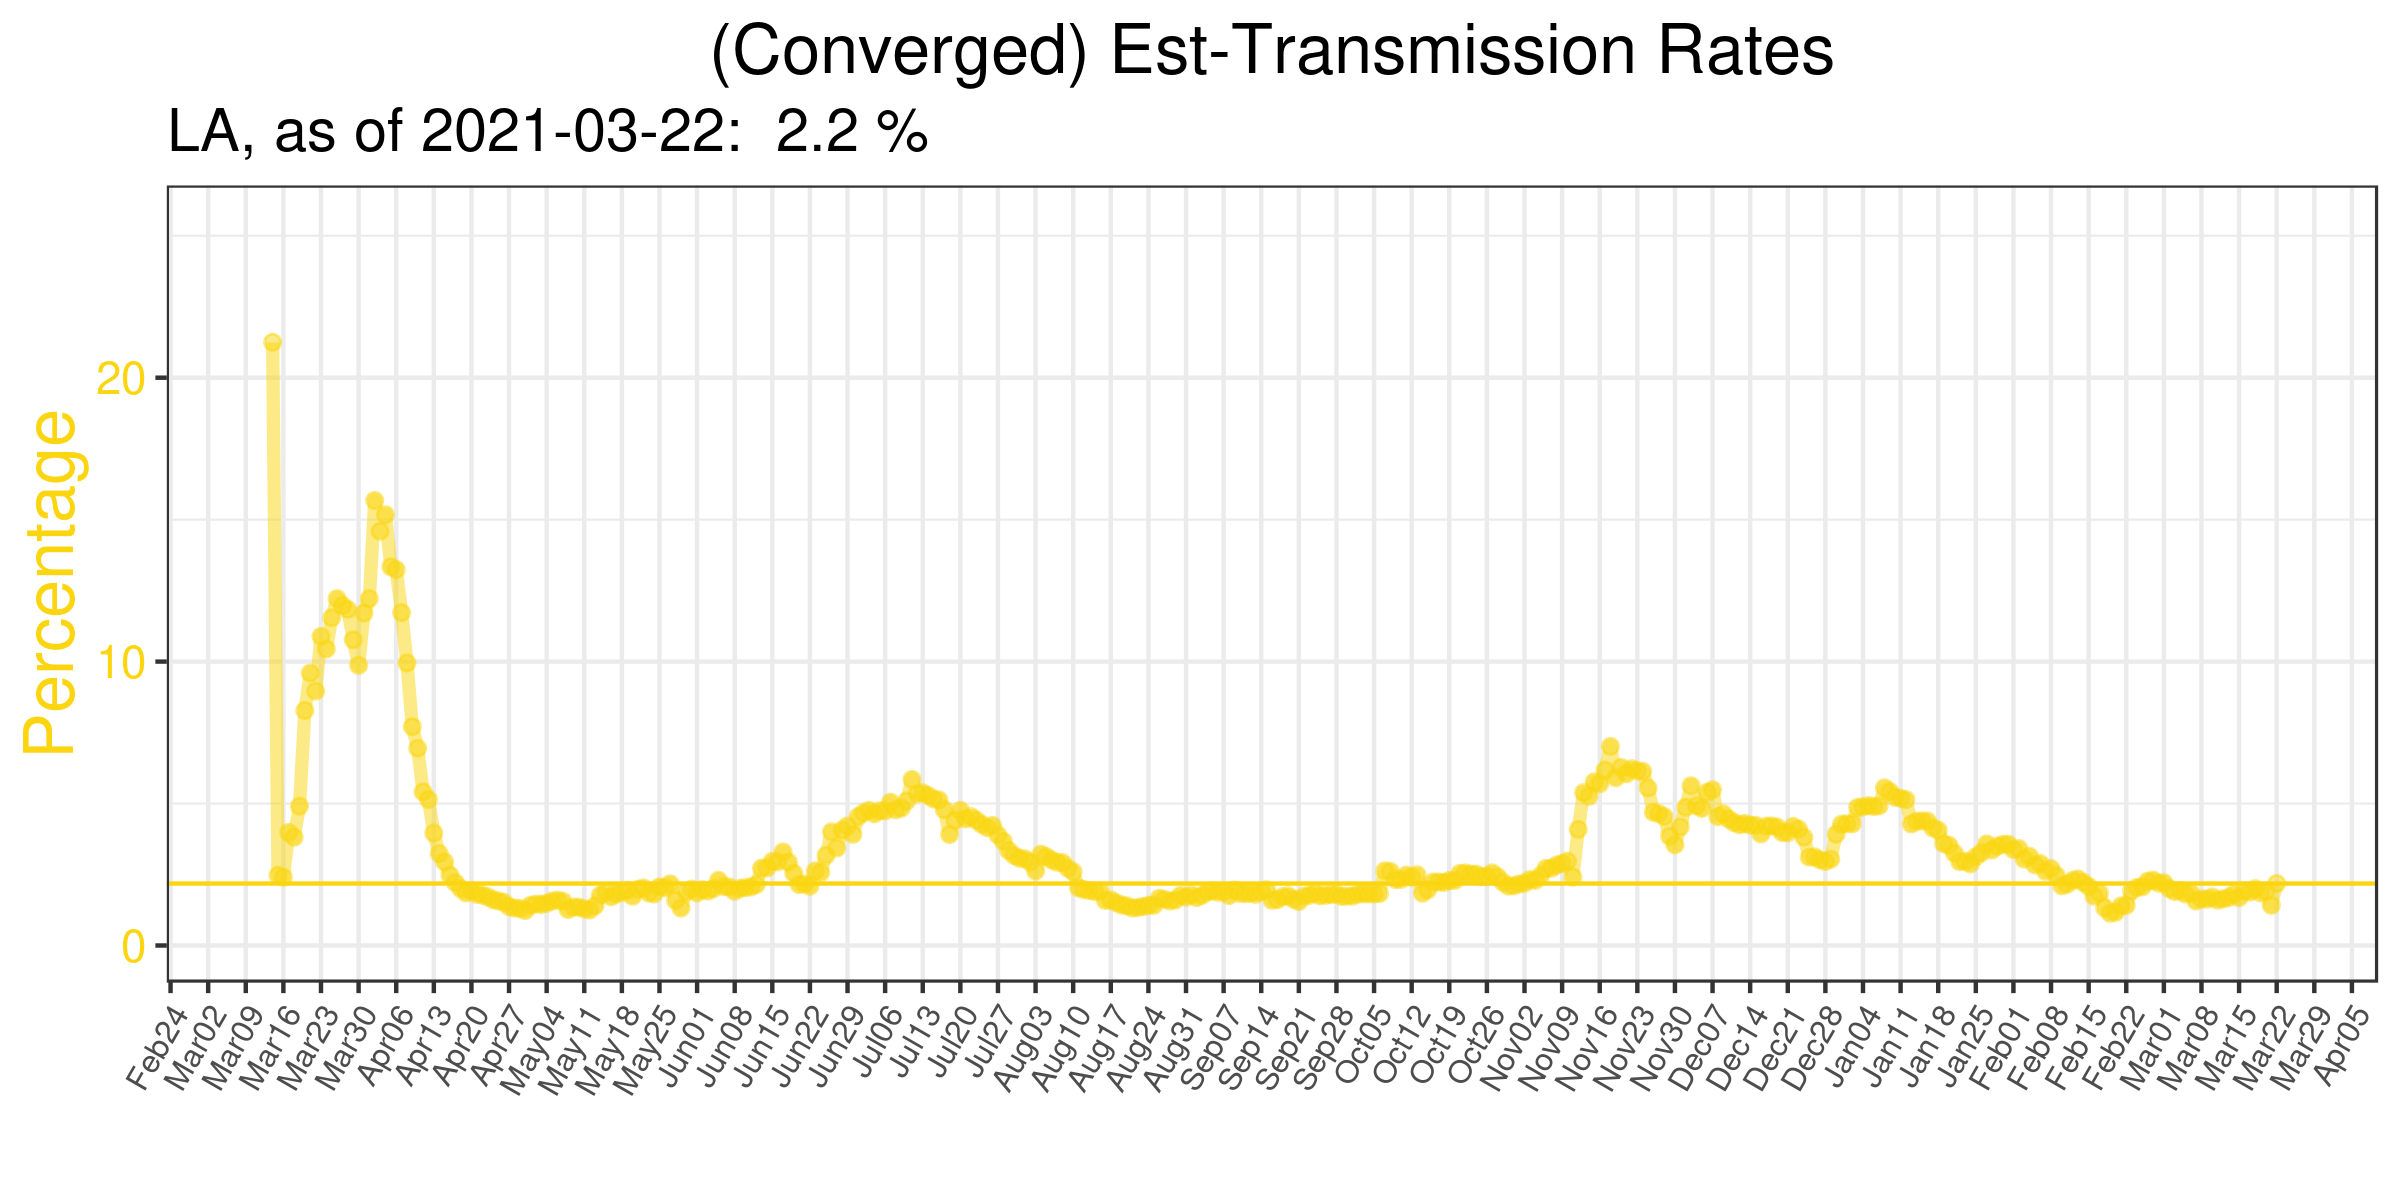 (Converged) Est-Transmission Rates
LA, as of 2021-03-22:  2.2 %
Percentage
20
10
0
Feb24
Mar02
Mar09
Mar16
Mar23
Mar30
Apr06
Apr13
Apr20
Apr27
May04
May11
May18
May25
Jun01
Jun08
Jun15
Jun22
Jun29
Jul06
Jul13
Jul20
Jul27
Aug03
Aug10
Aug17
Aug24
Aug31
Sep07
Sep14
Sep21
Sep28
Oct05
Oct12
Oct19
Oct26
Nov02
Nov09
Nov16
Nov23
Nov30
Dec07
Dec14
Dec21
Dec28
Jan04
Jan11
Jan18
Jan25
Feb01
Feb08
Feb15
Feb22
Mar01
Mar08
Mar15
Mar22
Mar29
Apr05